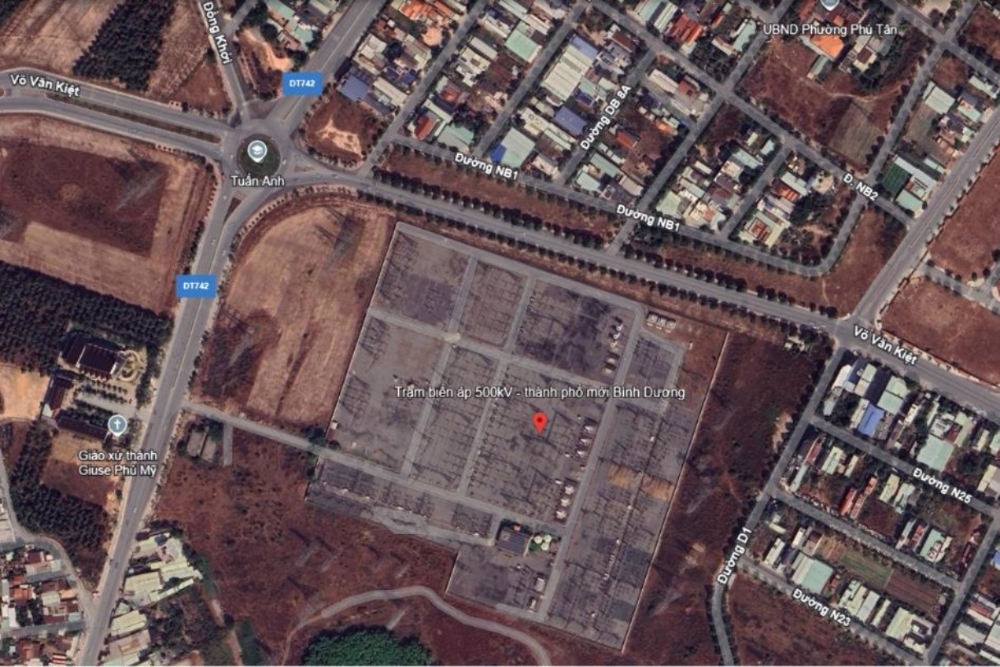 Đồng Khởi
UBND Phường Phú Tân
Võ Văn Kiệt
ĐT742
Đường DB 8A
Tuấn Anh
Đường NB1
Đ. NB2
Đường NB1
ĐT742
Võ Văn Kiệt
Trạm biến áp 500kV - thành phố mới Bình Dương
Giáo xứ thánh
Giuse Phú Mỹ
Đường N25
Đường D1
Đường N23